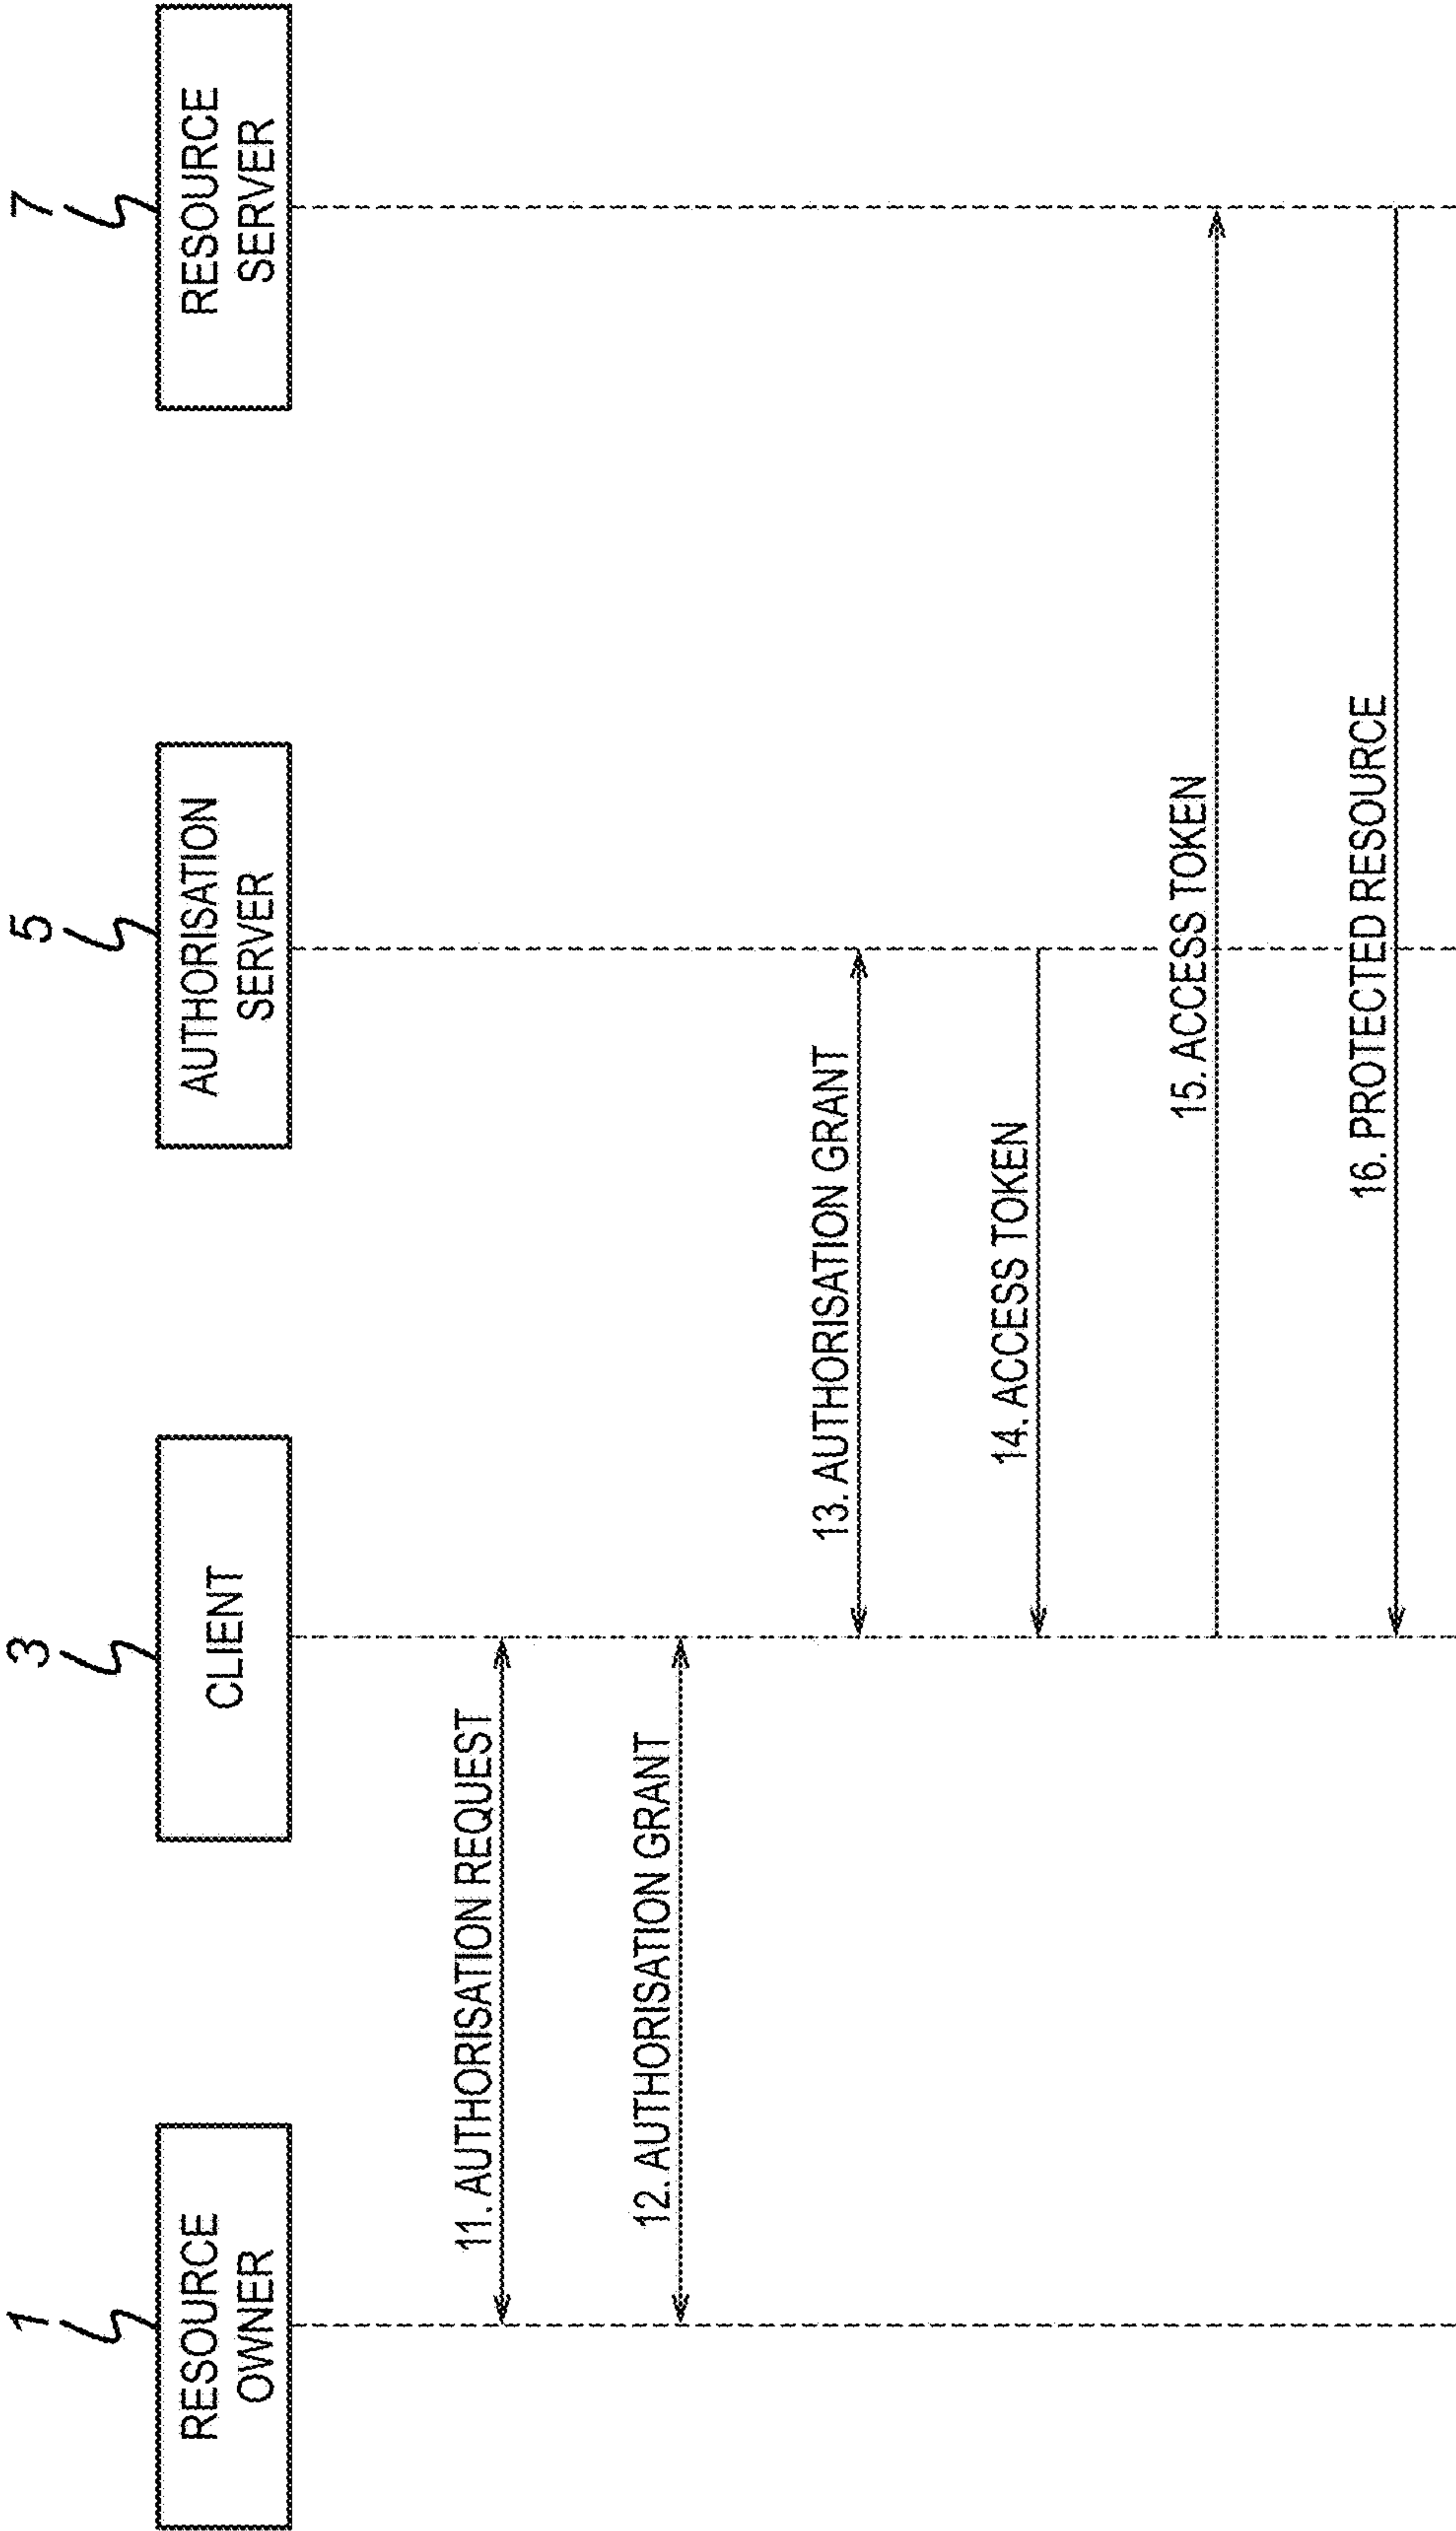 1
RESOURCE
OWNER
3
CLIENT
5
AUTHORISATION
SERVER
7
RESOURCE
SERVER
11. AUTHORISATION REQUEST
12. AUTHORISATION GRANT
13. AUTHORISATION GRANT
14. ACCESS TOKEN
15. ACCESS TOKEN
16. PROTECTED RESOURCE